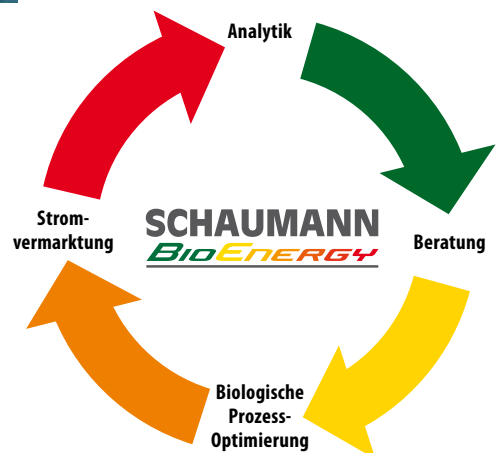 Analytik
Strom-
vermarktung
SCHAUMANN
BIOENERGY
Beratung
Biologische
Prozess-
Optimierung